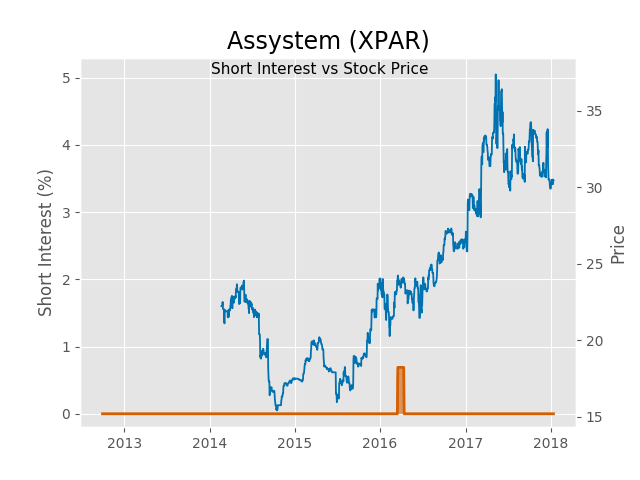 Assystem (XPAR)
Short Interest vs Stock Price
Short Interest (%)
5
4
3
2
1
0
35
30
25
20
15
Price
2013 2014 2015 2016 2017 2018